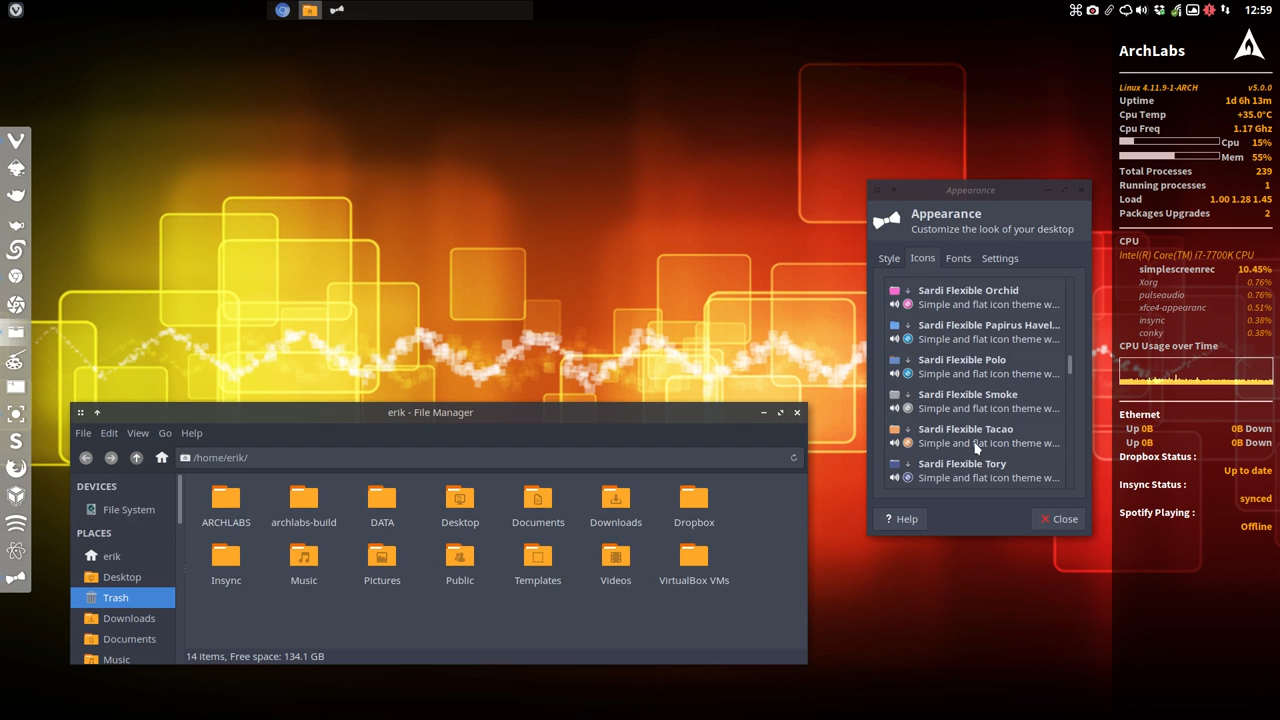 12:59
ArchLabs
Linux 4.11.9-1-ARCH v5.0.0
Uptime 1d 6h 13m
Cpu Temp +35.0°C
Cpu Freq 1.17 Ghz
Cpu 15%
Mem 55%
Total Processes 239
Running processes 1
Load 1.00 1.28 1.45
Packages Upgrades 2
CPU
Intel(R) Core(TM) i7-7700K CPU
simplescreenrec 10.45%
Xorg 0.76%
pulseaudio 0.76%
xfce4-appearanc 0.51%
insync 0.38%
conky 0.38%
CPU Usage over Time
Ethernet
Up 0B 0B Down
Up 0B 0B Down
Dropbox Status :
Up to date
Insync Status :
synced
Spotify Playing :
Offline
Appearance
Appearance
Customize the look of your desktop
Style Icons Fonts Settings
Sardi Flexible Orchid
Simple and flat icon theme w...
Sardi Flexible Papirus Havel...
Simple and flat icon theme w...
Sardi Flexible Polo
Simple and flat icon theme w...
Sardi Flexible Smoke
Simple and flat icon theme w...
Sardi Flexible Tacao
Simple and flat icon theme w...
Sardi Flexible Tory
Simple and flat icon theme w...
? Help Close
erik - File Manager
File Edit View Go Help
/home/erik/
DEVICES
File System
PLACES
erik
Desktop
Trash
Downloads
Documents
Music
ARCHLABS archlabs-build DATA Desktop Documents Downloads Dropbox
Insync Music Pictures Public Templates Videos VirtualBox VMs
14 items, Free space: 134.1 GB